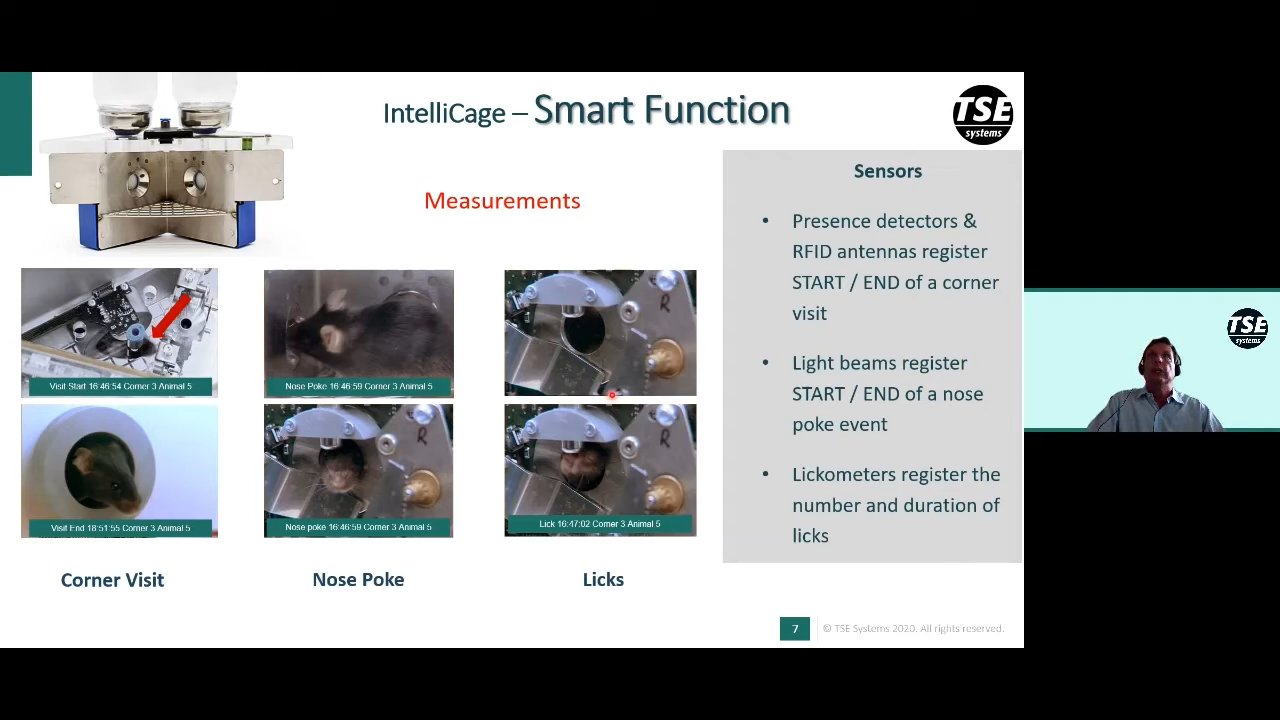 IntelliCage – Smart Function
TSE
systems
Measurements
Sensors
• Presence detectors &
RFID antennas register
START / END of a corner
visit
• Light beams register
START / END of a nose
poke event
• Lickometers register the
number and duration of
licks
Visit Start 16:46:54 Corner 3 Animal 5
Nose Poke 16:46:59 Corner 3 Animal 5
R
Visit End 18:51:55 Corner 3 Animal 5
R
Nose poke 16:46:59 Corner 3 Animal 5
R
Lick 16:47:02 Corner 3 Animal 5
Corner Visit
Nose Poke
Licks
7
© TSE Systems 2020. All rights reserved.
TSE
systems